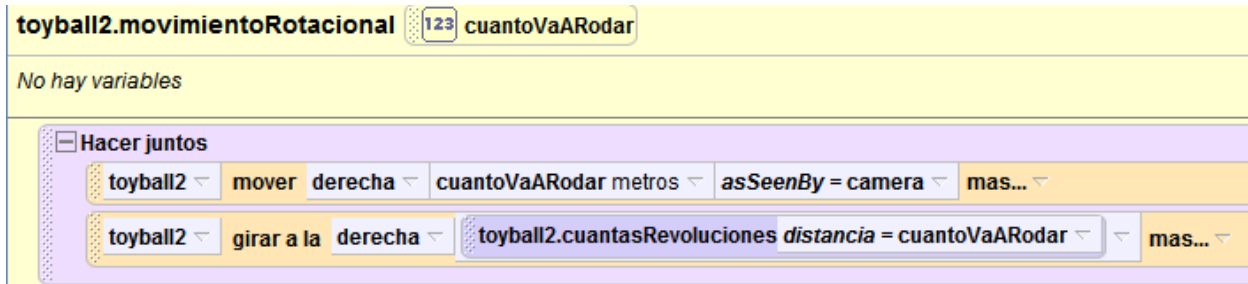 toyball2.movimientoRotacional 123 cuantoVaARodar
No hay variables
Hacer juntos
toyball2 mover derecha cuantoVaARodar metros asSeenBy = camera mas...
toyball2 girar a la derecha toyball2.cuantasRevoluciones distancia = cuantoVaARodar mas...